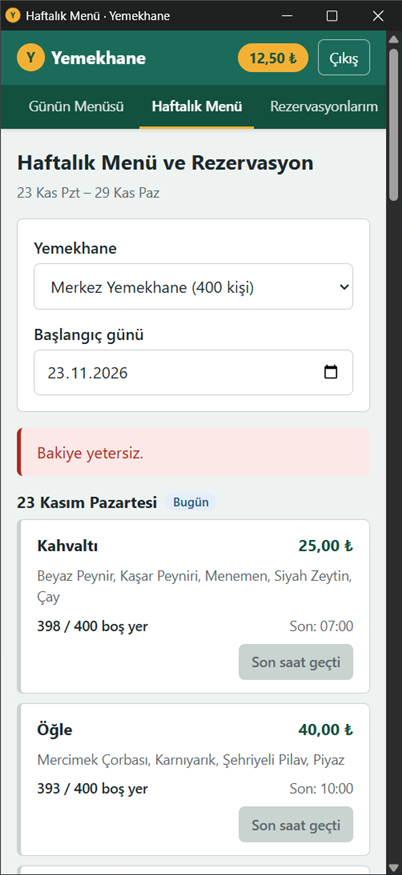 Y Haftalık Menü · Yemekhane
Y Yemekhane 12,50 ₺ Çıkış
Günün Menüsü Haftalık Menü Rezervasyonlarım
Haftalık Menü ve Rezervasyon
23 Kas Pzt – 29 Kas Paz
Yemekhane
Merkez Yemekhane (400 kişi)
Başlangıç günü
23.11.2026
Bakiye yetersiz.
23 Kasım Pazartesi Bugün
Kahvaltı 25,00 ₺
Beyaz Peynir, Kaşar Peyniri, Menemen, Siyah Zeytin,
Çay
398 / 400 boş yer Son: 07:00
Son saat geçti
Öğle 40,00 ₺
Mercimek Çorbası, Karnıyarık, Şehriyeli Pilav, Piyaz
393 / 400 boş yer Son: 10:00
Son saat geçti